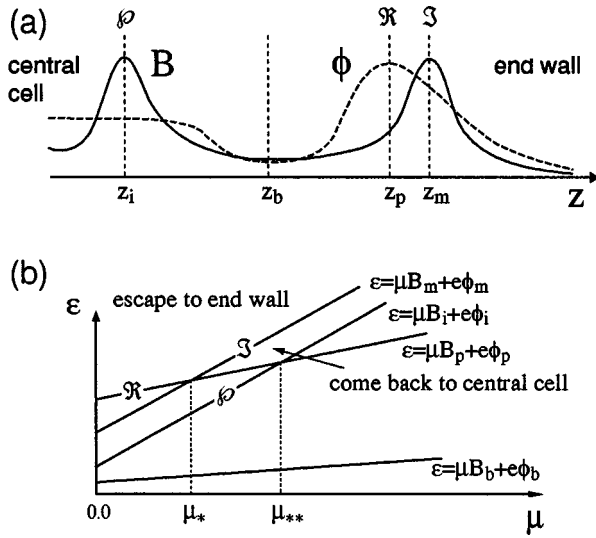 (a)
℘ ℜ ℑ
central cell
B
ϕ
end wall
z_i z_b z_p z_m z
(b)
ε
escape to end wall
ε=μB_m+eϕ_m
ε=μB_i+eϕ_i
ε=μB_p+eϕ_p
come back to central cell
ℑ
ℜ
℘
ε=μB_b+eϕ_b
0.0 μ_* μ_** μ